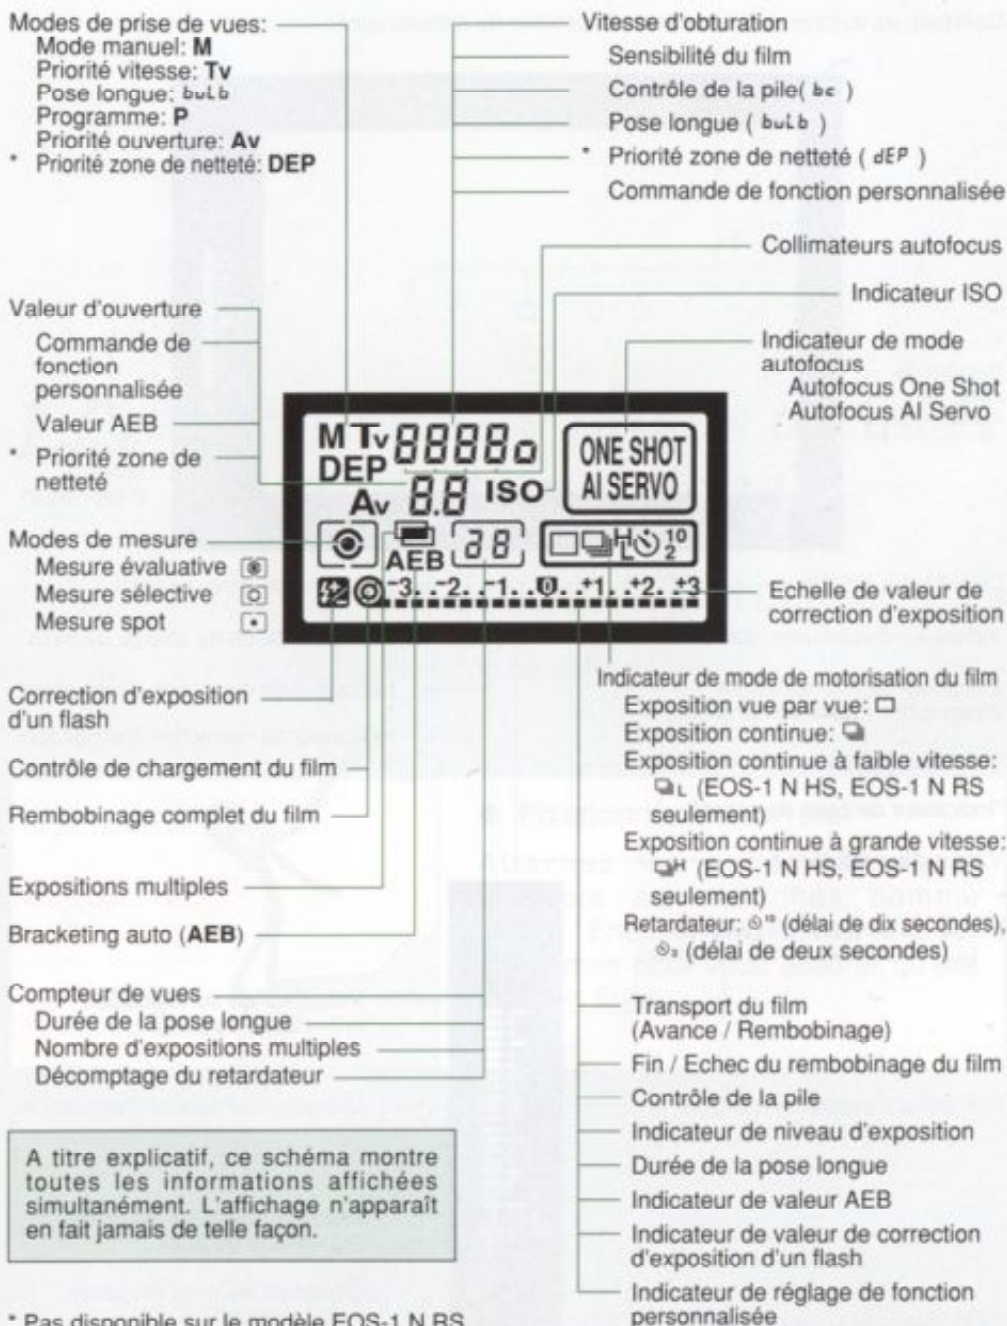 Modes de prise de vues:
Mode manuel: M
Priorité vitesse: Tv
Pose longue: buLb
Programme: P
Priorité ouverture: Av
* Priorité zone de netteté: DEP
Vitesse d'obturation
Sensibilité du film
Contrôle de la pile( bc )
Pose longue ( buLb )
* Priorité zone de netteté ( dEP )
Commande de fonction personnalisée
Collimateurs autofocus
Indicateur ISO
Indicateur de mode
autofocus
Autofocus One Shot
Autofocus AI Servo
Valeur d'ouverture
Commande de
fonction
personnalisée
Valeur AEB
* Priorité zone de
netteté
Modes de mesure
Mesure évaluative
Mesure sélective
Mesure spot
M Tv 8888o
DEP
Av 8.8 ISO
ONE SHOT
AI SERVO
AEB 38 H L 10 2
-3. . -2. . -1. . 0 . . +1. . +2. . +3
Echelle de valeur de
correction d'exposition
Correction d'exposition
d'un flash
Contrôle de chargement du film
Rembobinage complet du film
Expositions multiples
Bracketing auto (AEB)
Compteur de vues
Durée de la pose longue
Nombre d'expositions multiples
Décomptage du retardateur
Indicateur de mode de motorisation du film
Exposition vue par vue:
Exposition continue:
Exposition continue à faible vitesse:
L (EOS-1 N HS, EOS-1 N RS
seulement)
Exposition continue à grande vitesse:
H (EOS-1 N HS, EOS-1 N RS
seulement)
Retardateur: 10 (délai de dix secondes),
2 (délai de deux secondes)
Transport du film
(Avance / Rembobinage)
Fin / Echec du rembobinage du film
Contrôle de la pile
Indicateur de niveau d'exposition
Durée de la pose longue
Indicateur de valeur AEB
Indicateur de valeur de correction
d'exposition d'un flash
Indicateur de réglage de fonction
personnalisée
A titre explicatif, ce schéma montre
toutes les informations affichées
simultanément. L'affichage n'apparaît
en fait jamais de telle façon.
* Pas disponible sur le modèle EOS-1 N RS